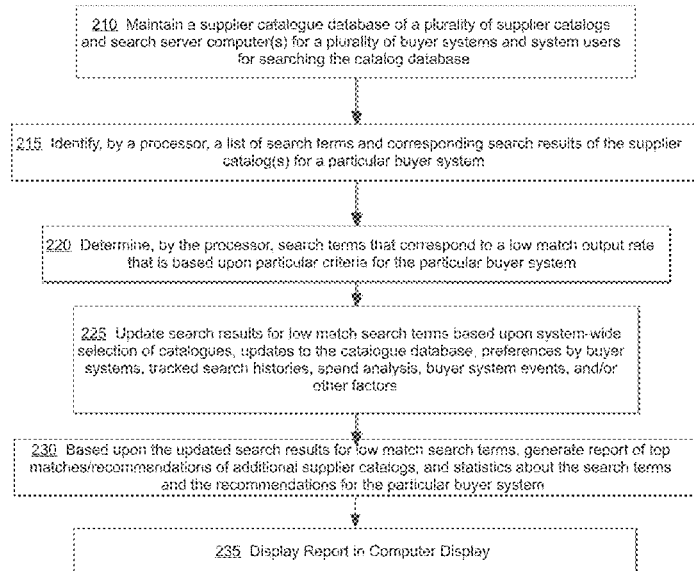 210 Maintain a supplier catalogue database of a plurality of supplier catalogs
and search server computer(s) for a plurality of buyer systems and system users
for searching the catalog database
215 Identify, by a processor, a list of search terms and corresponding search results of the supplier
catalog(s) for a particular buyer system
220 Determine, by the processor, search terms that correspond to a low match output rate
that is based upon particular criteria for the particular buyer system
225 Update search results for low match search terms based upon system-wide
selection of catalogues, updates to the catalogue database, preferences by buyer
systems, tracked search histories, spend analysis, buyer system events, and/or
other factors
230 Based upon the updated search results for low match search terms, generate report of top
matches/recommendations of additional supplier catalogs, and statistics about the search terms
and the recommendations for the particular buyer system
235 Display Report in Computer Display